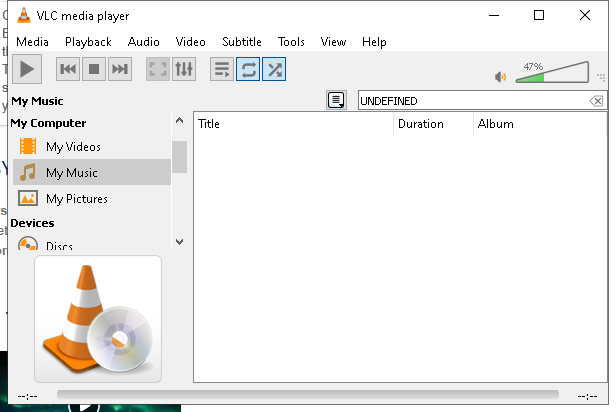 VLC media player
Media Playback Audio Video Subtitle Tools View Help
47%
My Music
UNDEFINED
My Computer
Title Duration Album
My Videos
My Music
My Pictures
Devices
Discs
--:-- --:--